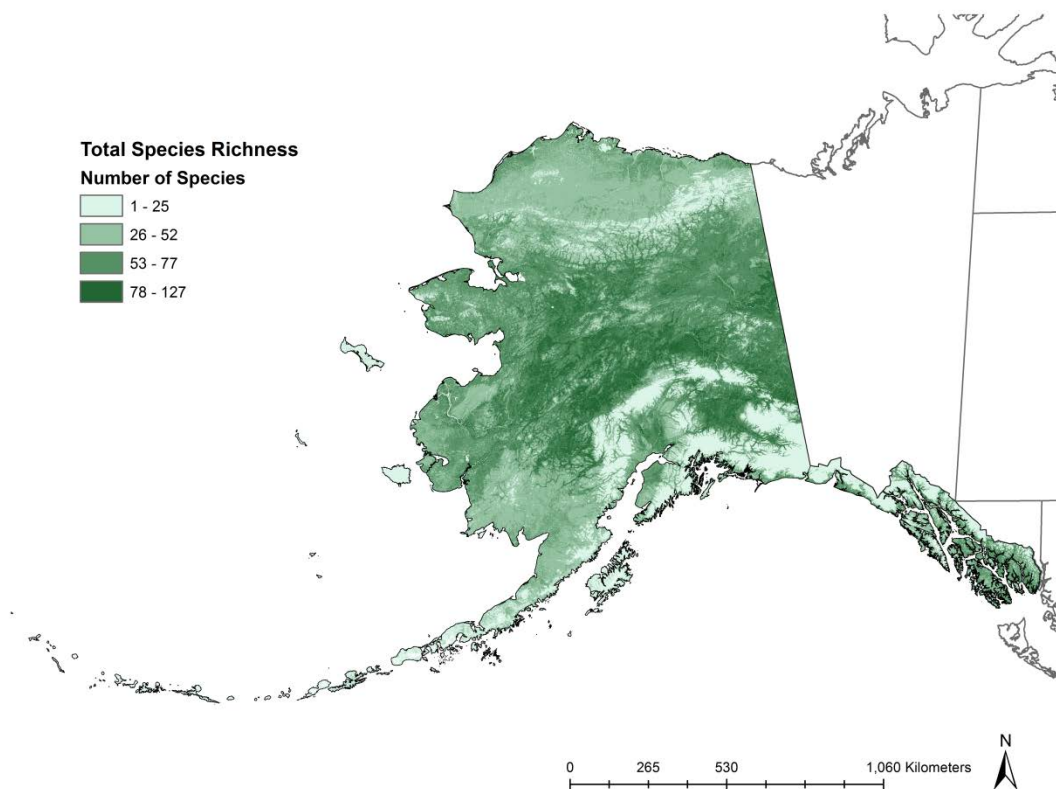 Total Species Richness
Number of Species
1 - 25
26 - 52
53 - 77
78 - 127
N
0 265 530 1,060 Kilometers